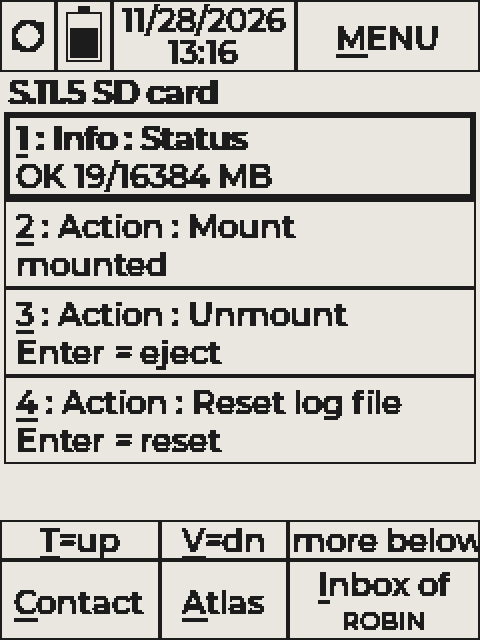 11/28/2026
13:16
MENU
S.TI.5 SD card
1 : Info : Status
OK 19/16384 MB
2 : Action : Mount
mounted
3 : Action : Unmount
Enter = eject
4 : Action : Reset log file
Enter = reset
T=up
V=dn
more below
Contact
Atlas
Inbox of
ROBIN